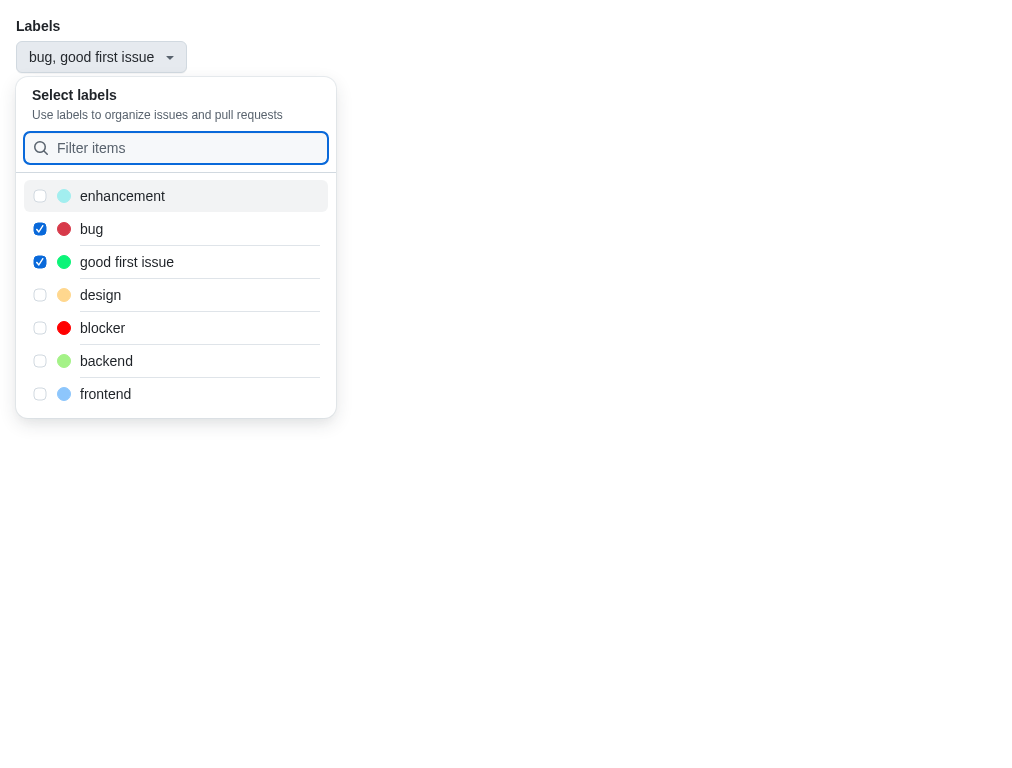 Labels
bug, good first issue
Select labels
Use labels to organize issues and pull requests
Filter items
enhancement
bug
good first issue
design
blocker
backend
frontend